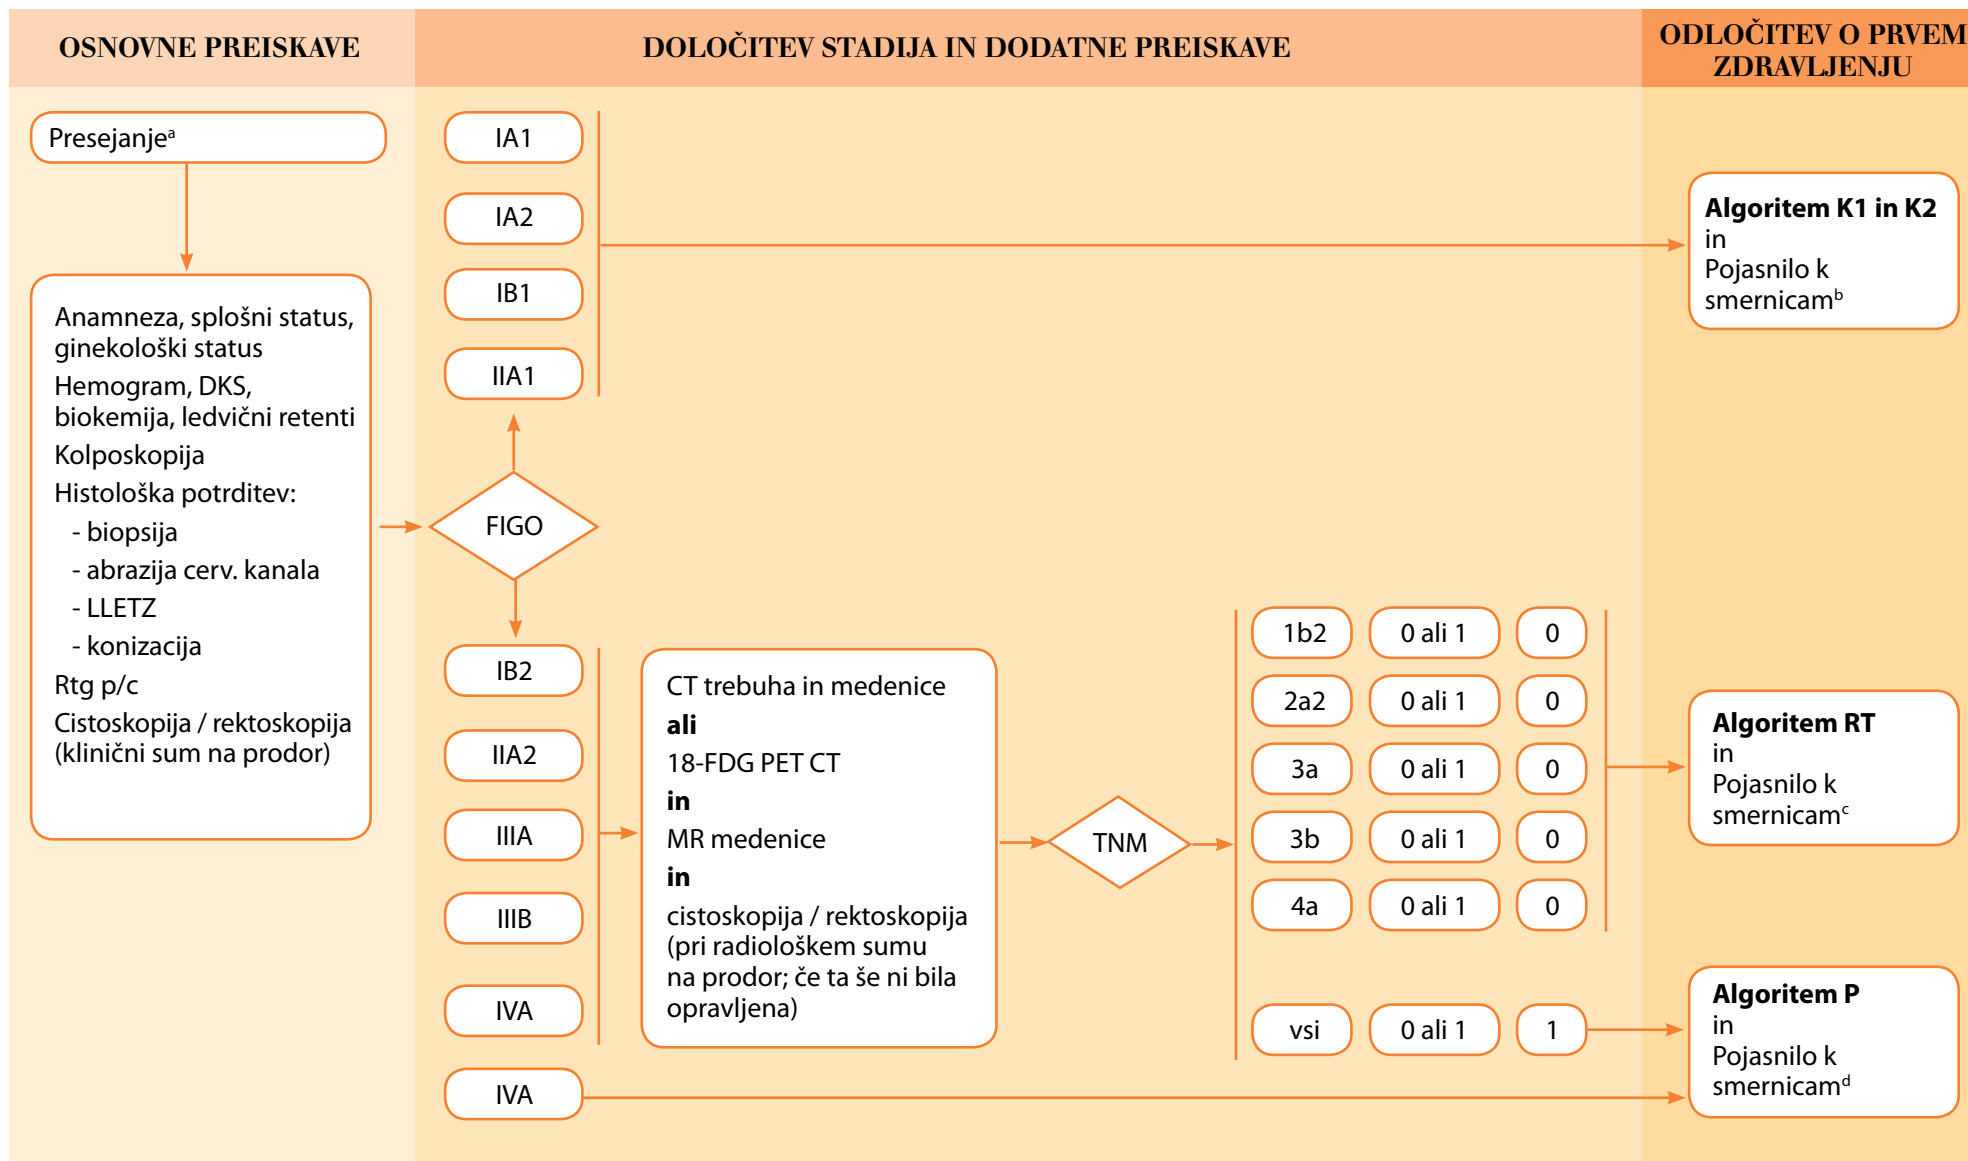 OSNOVNE PREISKAVE
DOLOČITEV STADIJA IN DODATNE PREISKAVE
ODLOČITEV O PRVEM
ZDRAVLJENJU
Presejanjeᵃ
Anamneza, splošni status,
ginekološki status
Hemogram, DKS,
biokemija, ledvični retenti
Kolposkopija
Histološka potrditev:
- biopsija
- abrazija cerv. kanala
- LLETZ
- konizacija
Rtg p/c
Cistoskopija / rektoskopija
(klinični sum na prodor)
IA1
IA2
IB1
IIA1
FIGO
IB2
IIA2
IIIA
IIIB
IVA
IVA
CT trebuha in medenice
ali
18-FDG PET CT
in
MR medenice
in
cistoskopija / rektoskopija
(pri radiološkem sumu
na prodor; če ta še ni bila
opravljena)
TNM
1b2 0 ali 1 0
2a2 0 ali 1 0
3a 0 ali 1 0
3b 0 ali 1 0
4a 0 ali 1 0
vsi 0 ali 1 1
Algoritem K1 in K2
in
Pojasnilo k
smernicamᵇ
Algoritem RT
in
Pojasnilo k
smernicamᶜ
Algoritem P
in
Pojasnilo k
smernicamᵈ